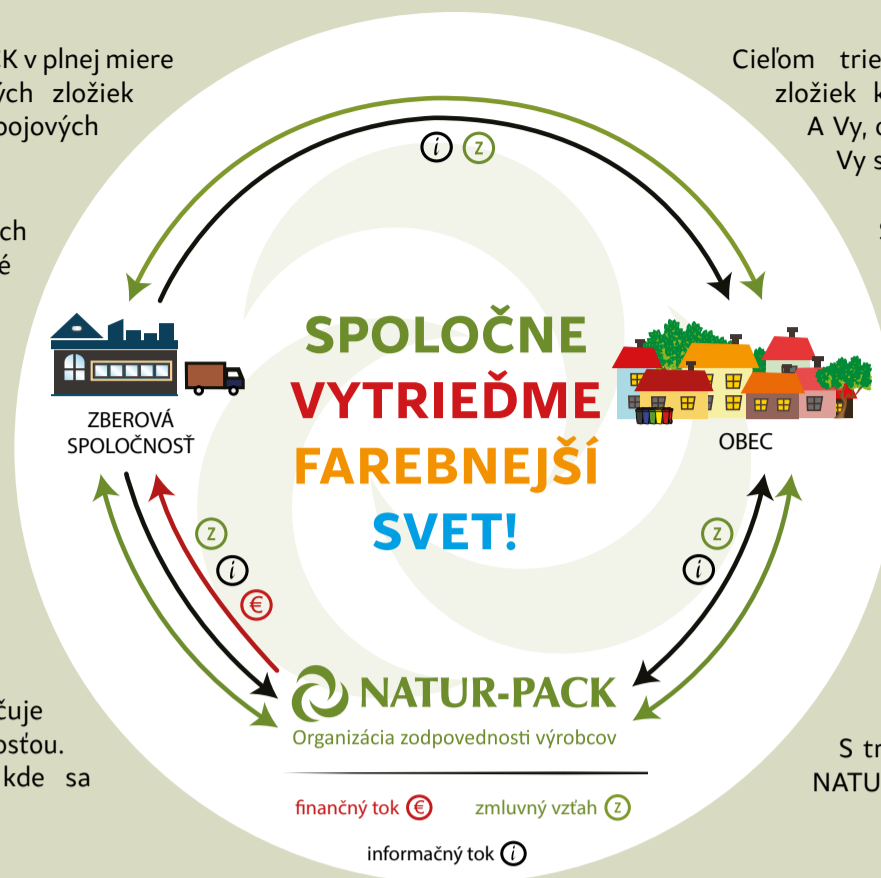 K v plnej miere
ých zložiek
pojových
ch
é
Cieľom trie
zložiek k
A Vy,
Vy s
i z
SPOLOČNE
VYTRIEĎME
FAREBNEJŠÍ
SVET!
ZBEROVÁ
SPOLOČNOSŤ
OBEC
z
i
€
z
i
NATUR-PACK
Organizácia zodpovednosti výrobcov
finančný tok €
zmluvný vzťah z
informačný tok i
čuje
osťou.
kde sa
S tr
NATU